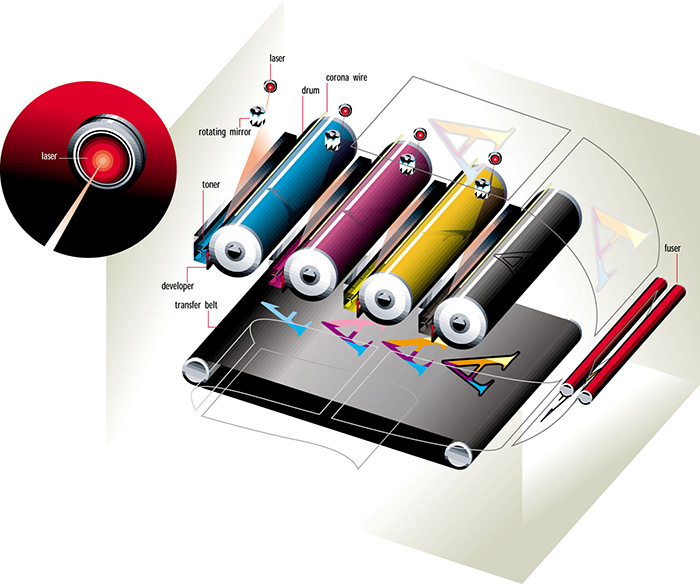 laser
corona wire
drum
rotating mirror
laser
toner
fuser
developer
transfer belt
A
A
A
A
A
A
A